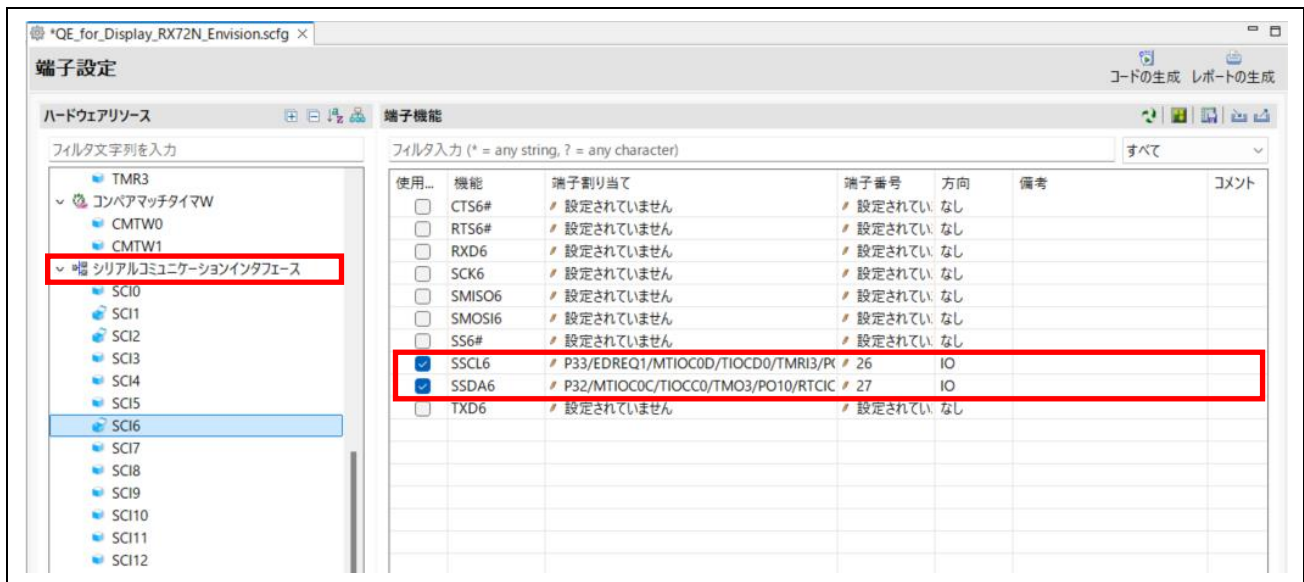 *QE_for_Display_RX72N_Envision.scfg
端子設定
コードの生成 レポートの生成
ハードウェアリソース
フィルタ文字列を入力
TMR3
コンペアマッチタイマW
CMTW0
CMTW1
シリアルコミュニケーションインタフェース
SCI0
SCI1
SCI2
SCI3
SCI4
SCI5
SCI6
SCI7
SCI8
SCI9
SCI10
SCI11
SCI12
端子機能
フィルタ入力 (* = any string, ? = any character) すべて
使用... 機能 端子割り当て 端子番号 方向 備考 コメント
CTS6# 設定されていません 設定されてい なし
RTS6# 設定されていません 設定されてい なし
RXD6 設定されていません 設定されてい なし
SCK6 設定されていません 設定されてい なし
SMISO6 設定されていません 設定されてい なし
SMOSI6 設定されていません 設定されてい なし
SS6# 設定されていません 設定されてい なし
SSCL6 P33/EDREQ1/MTIOC0D/TIOCD0/TMRI3/P 26 IO
SSDA6 P32/MTIOC0C/TIOCC0/TMO3/PO10/RTCIC 27 IO
TXD6 設定されていません 設定されてい なし